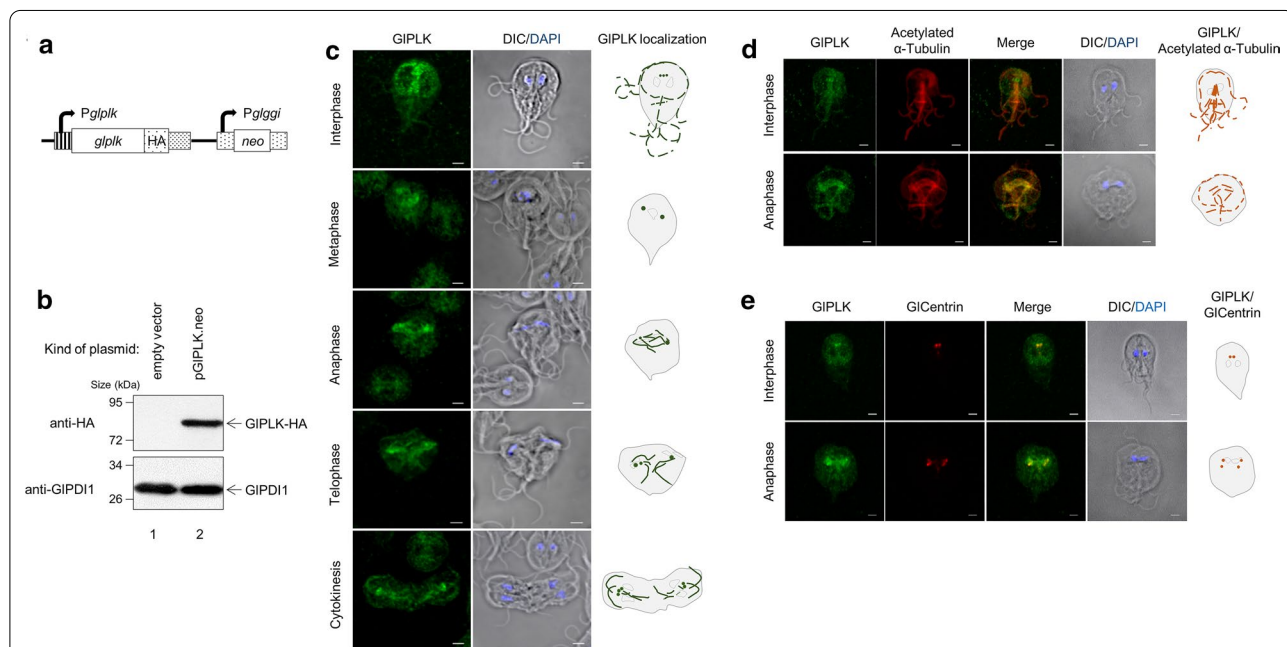 a
Pglplk
Pglggi
glplk
HA
neo
b
Kind of plasmid:
empty vector
pGlPLK.neo
Size (kDa)
95
anti-HA
GlPLK-HA
72
34
anti-GlPDI1
GlPDI1
26
1
2
c
GlPLK
DIC/DAPI
GlPLK localization
Interphase
Metaphase
Anaphase
Telophase
Cytokinesis
d
GlPLK
Acetylated
α-Tubulin
Merge
DIC/DAPI
GlPLK/
Acetylated α-Tubulin
Interphase
Anaphase
e
GlPLK
GlCentrin
Merge
DIC/DAPI
GlPLK/
GlCentrin
Interphase
Anaphase